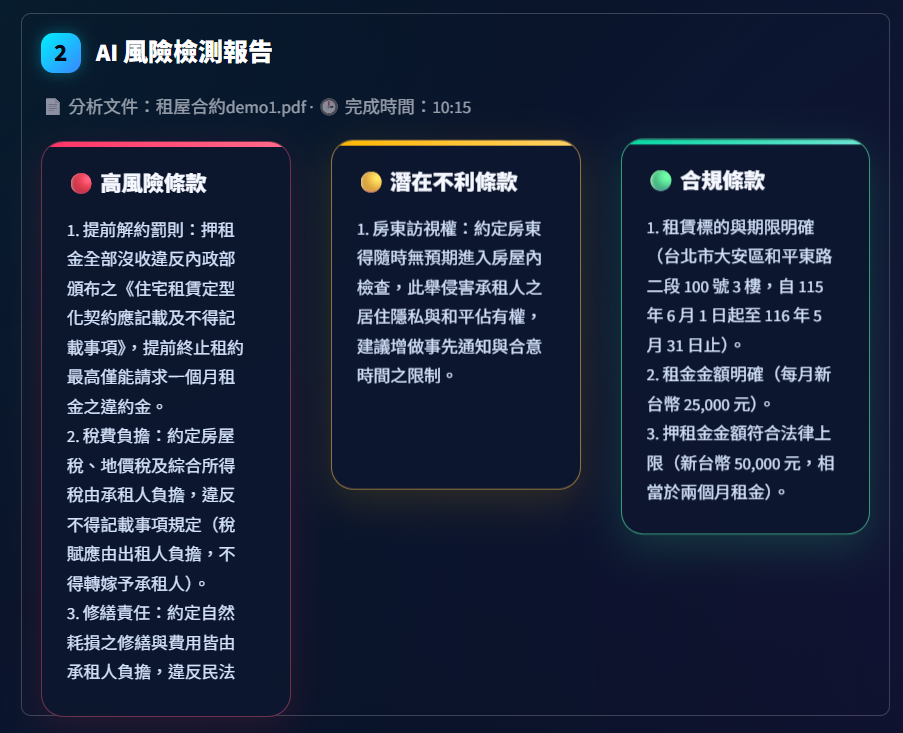 2 AI 風險檢測報告
分析文件：租屋合約demo1.pdf · 完成時間：10:15
高風險條款
1. 提前解約罰則：押租
金全部沒收違反內政部
頒布之《住宅租賃定型
化契約應記載及不得記
載事項》，提前終止租約
最高僅能請求一個月租
金之違約金。
2. 稅費負擔：約定房屋
稅、地價稅及綜合所得
稅由承租人負擔，違反
不得記載事項規定（稅
賦應由出租人負擔，不
得轉嫁予承租人）。
3. 修繕責任：約定自然
耗損之修繕與費用皆由
承租人負擔，違反民法
潛在不利條款
1. 房東訪視權：約定房東
得隨時無預期進入房屋內
檢查，此舉侵害承租人之
居住隱私與和平佔有權，
建議增做事先通知與合意
時間之限制。
合規條款
1. 租賃標的與期限明確
（台北市大安區和平東路
二段 100 號 3 樓，自 115
年 6 月 1 日起至 116 年 5
月 31 日止）。
2. 租金金額明確（每月新
台幣 25,000 元）。
3. 押租金金額符合法律上
限（新台幣 50,000 元，相
當於兩個月租金）。